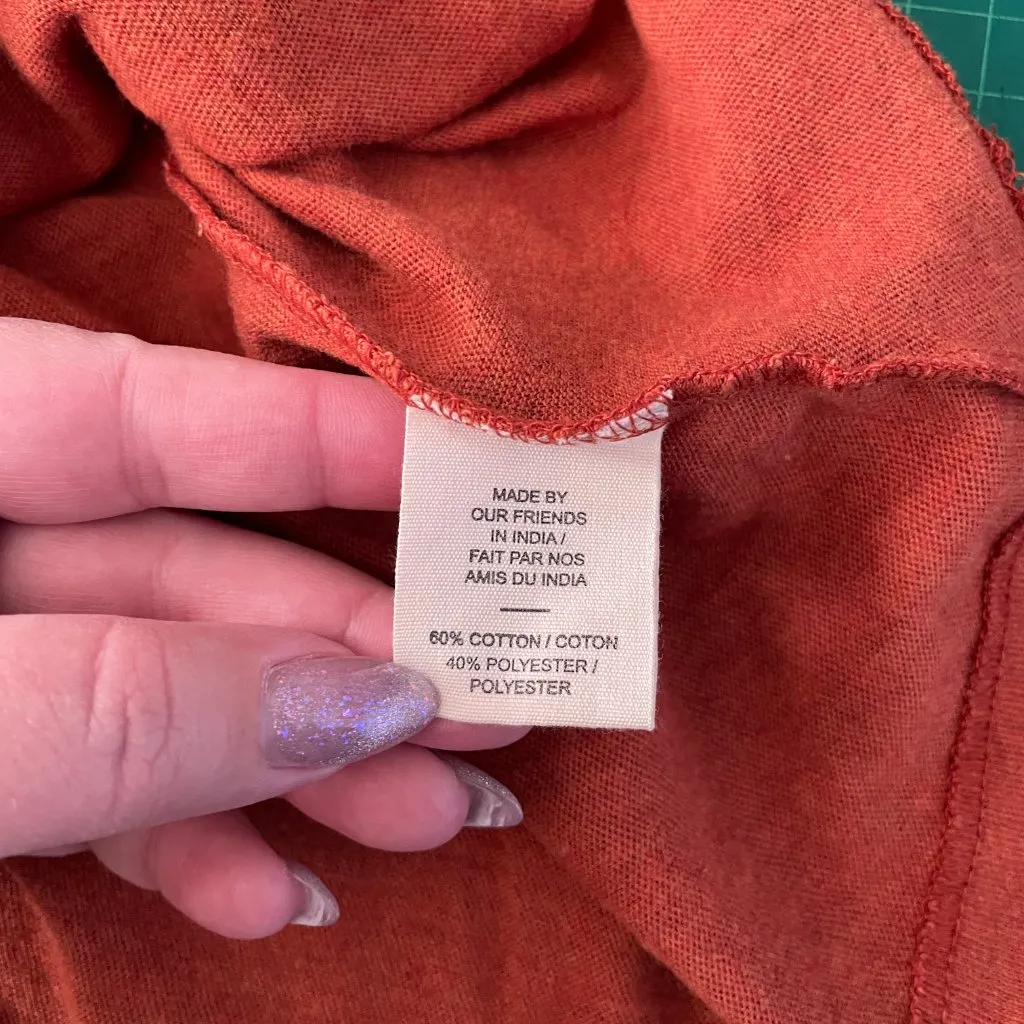 MADE BY
OUR FRIENDS
IN INDIA /
FAIT PAR NOS
AMIS DU INDIA
60% COTTON / COTON
40% POLYESTER /
POLYESTER